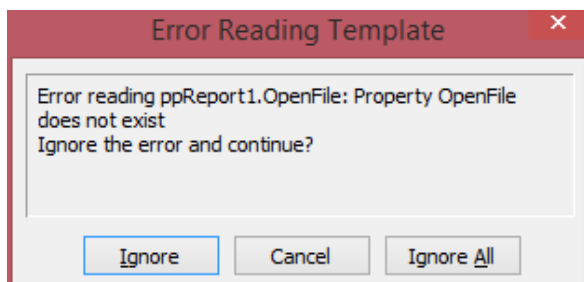 Error Reading Template
Error reading ppReport1.OpenFile: Property OpenFile
does not exist
Ignore the error and continue?
Ignore
Cancel
Ignore All